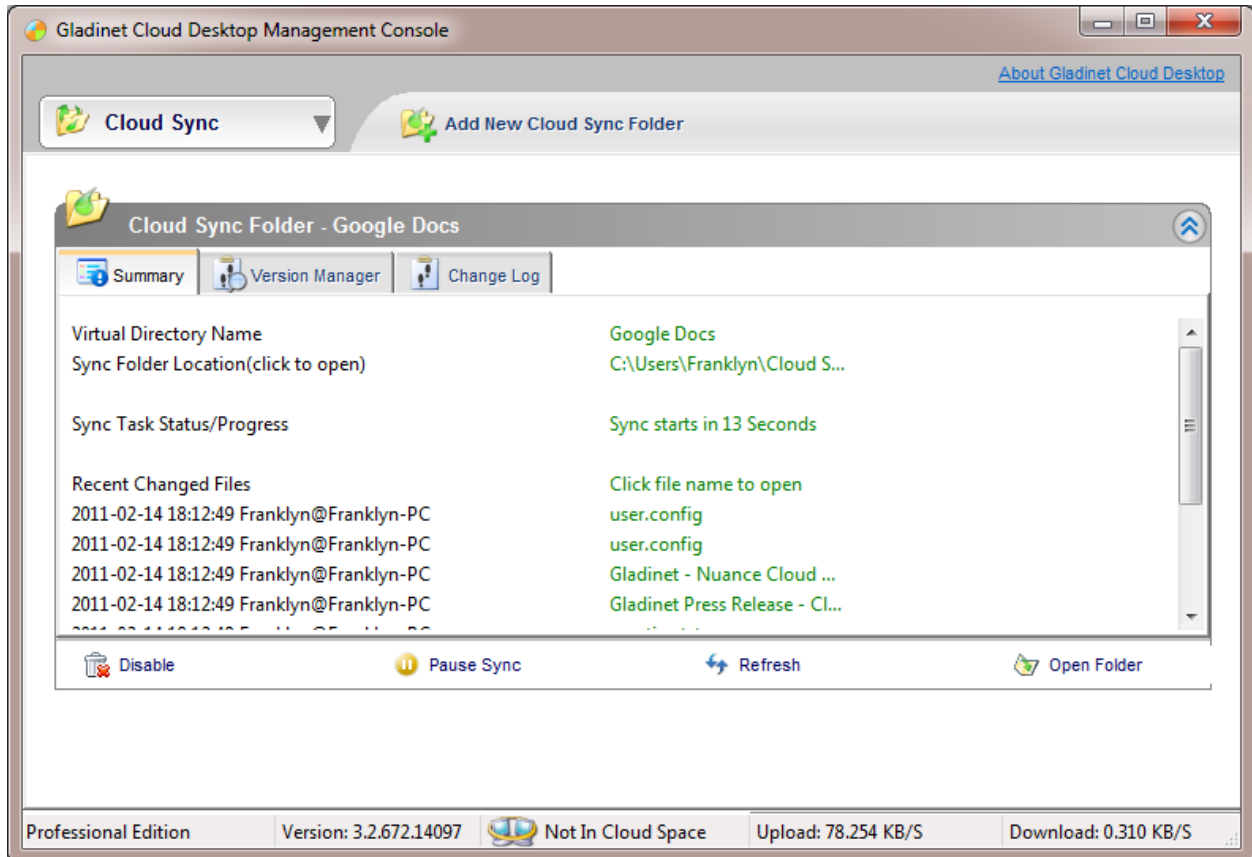 Gladinet Cloud Desktop Management Console
About Gladinet Cloud Desktop
Cloud Sync
Add New Cloud Sync Folder
Cloud Sync Folder - Google Docs
Summary Version Manager Change Log
Virtual Directory Name Google Docs
Sync Folder Location(click to open) C:\Users\Franklyn\Cloud S...
Sync Task Status/Progress Sync starts in 13 Seconds
Recent Changed Files Click file name to open
2011-02-14 18:12:49 Franklyn@Franklyn-PC user.config
2011-02-14 18:12:49 Franklyn@Franklyn-PC user.config
2011-02-14 18:12:49 Franklyn@Franklyn-PC Gladinet - Nuance Cloud ...
2011-02-14 18:12:49 Franklyn@Franklyn-PC Gladinet Press Release - Cl...
Disable Pause Sync Refresh Open Folder
Professional Edition Version: 3.2.672.14097 Not In Cloud Space Upload: 78.254 KB/S Download: 0.310 KB/S